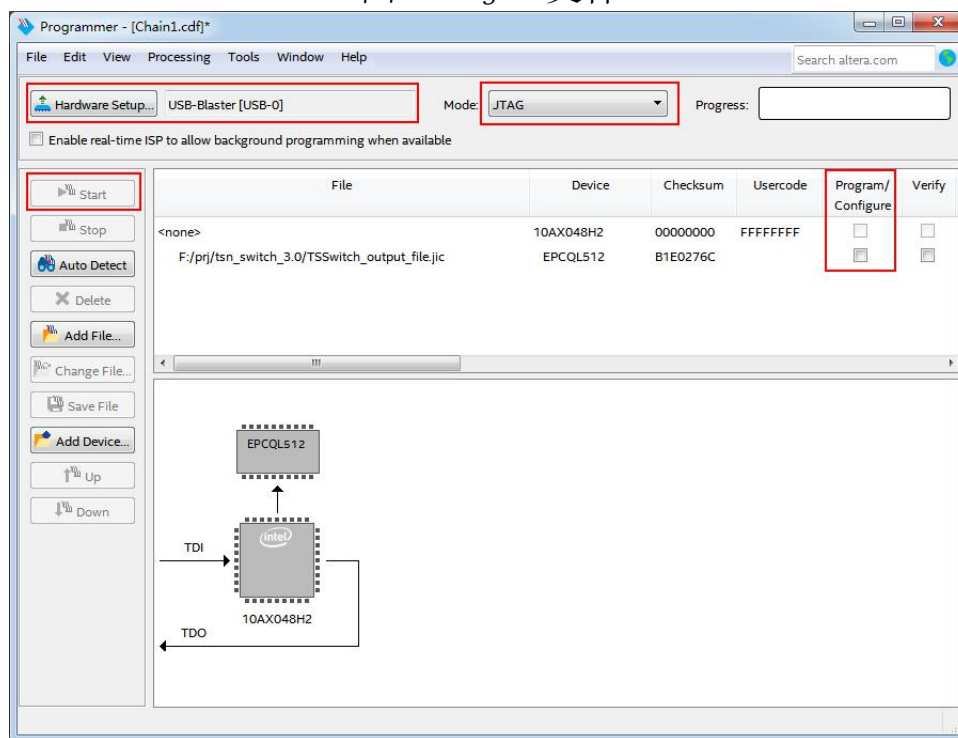 Programmer - [Chain1.cdf]*
File Edit View Processing Tools Window Help
Search altera.com
Hardware Setup... USB-Blaster [USB-0] Mode: JTAG Progress:
Enable real-time ISP to allow background programming when available
Start
Stop
Auto Detect
Delete
Add File...
Change File...
Save File
Add Device...
Up
Down
File Device Checksum Usercode Program/ Verify
Configure
<none> 10AX048H2 00000000 FFFFFFFF
F:/prj/tsn_switch_3.0/TSSwitch_output_file.jic EPCQL512 B1E0276C
EPCQL512
TDI
intel
10AX048H2
TDO